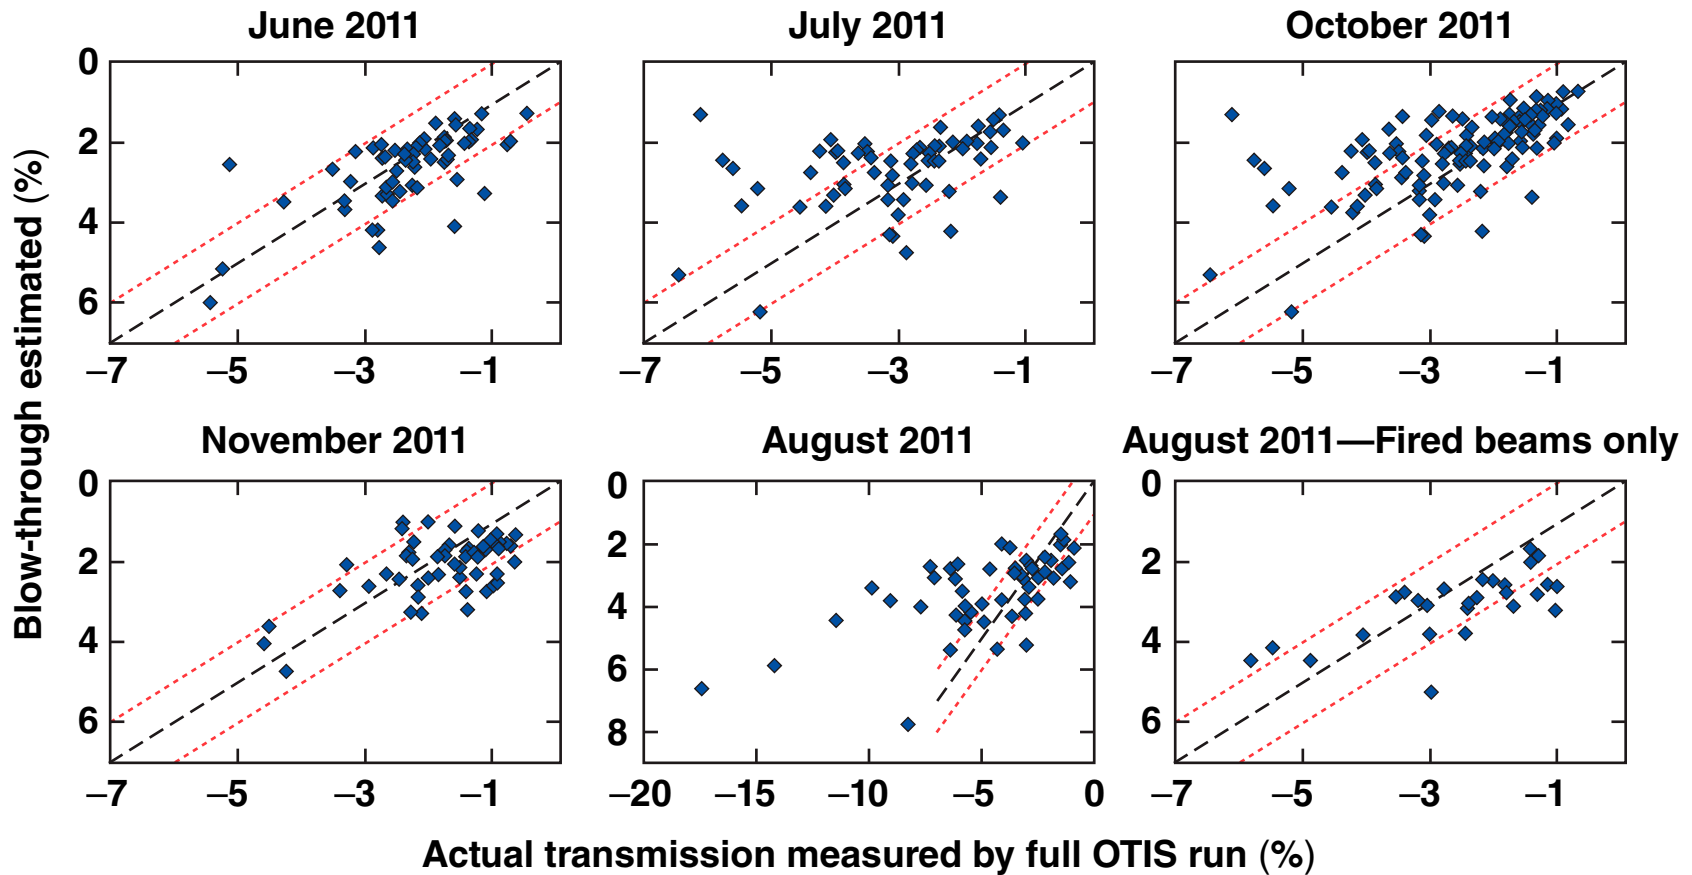 June 2011 July 2011 October 2011
Blow-through estimated (%)
0
2
4
6
−7 −5 −3 −1 −7 −5 −3 −1 −7 −5 −3 −1
November 2011 August 2011 August 2011—Fired beams only
0 0 0
2 2 2
4 4 4
6 6 6
8
−7 −5 −3 −1 −20 −15 −10 −5 0 −7 −5 −3 −1
Actual transmission measured by full OTIS run (%)